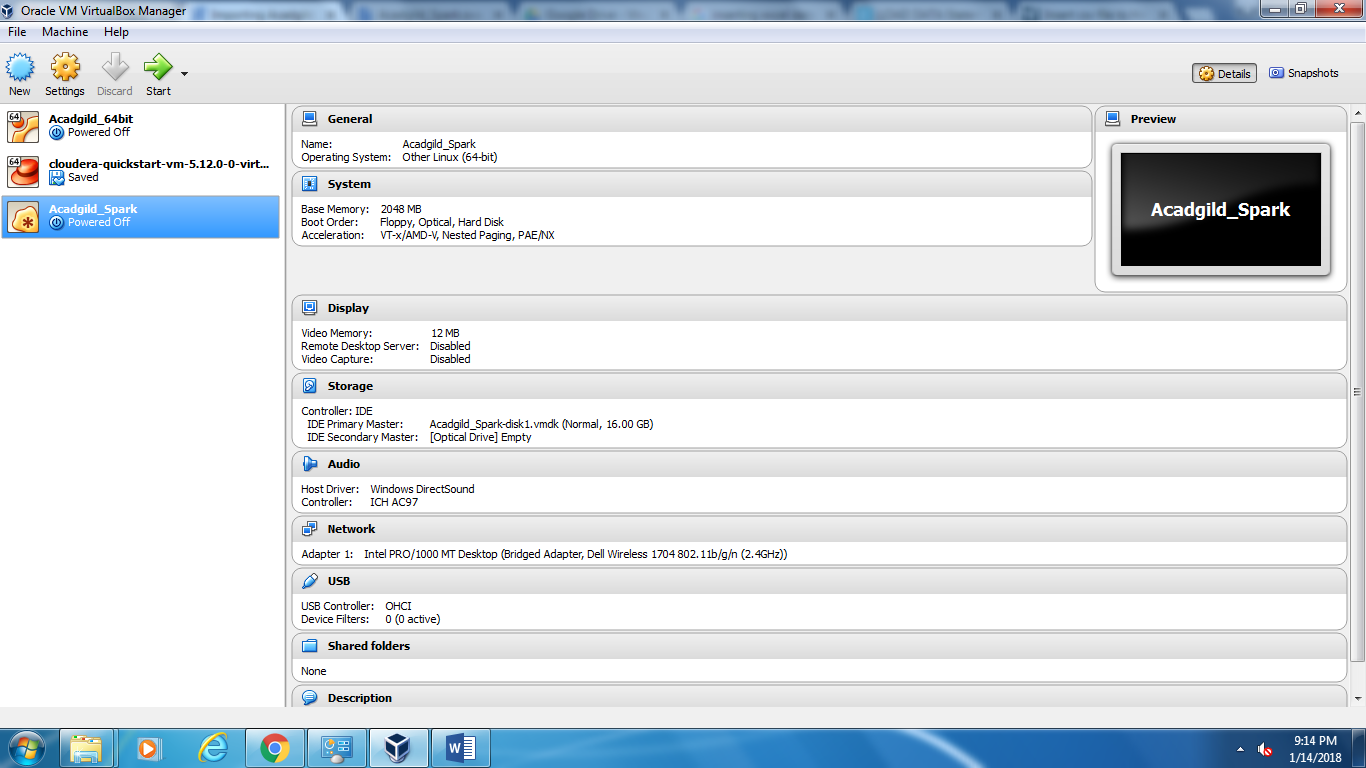 Oracle VM VirtualBox Manager
File Machine Help
New Settings Discard Start
Details Snapshots
64
Acadgild_64bit
Powered Off
64
cloudera-quickstart-vm-5.12.0-0-virt...
Saved
Acadgild_Spark
Powered Off
General
Name: Acadgild_Spark
Operating System: Other Linux (64-bit)
System
Base Memory: 2048 MB
Boot Order: Floppy, Optical, Hard Disk
Acceleration: VT-x/AMD-V, Nested Paging, PAE/NX
Preview
Acadgild_Spark
Display
Video Memory: 12 MB
Remote Desktop Server: Disabled
Video Capture: Disabled
Storage
Controller: IDE
IDE Primary Master: Acadgild_Spark-disk1.vmdk (Normal, 16.00 GB)
IDE Secondary Master: [Optical Drive] Empty
Audio
Host Driver: Windows DirectSound
Controller: ICH AC97
Network
Adapter 1: Intel PRO/1000 MT Desktop (Bridged Adapter, Dell Wireless 1704 802.11b/g/n (2.4GHz))
USB
USB Controller: OHCI
Device Filters: 0 (0 active)
Shared folders
None
Description
W
9:14 PM
1/14/2018